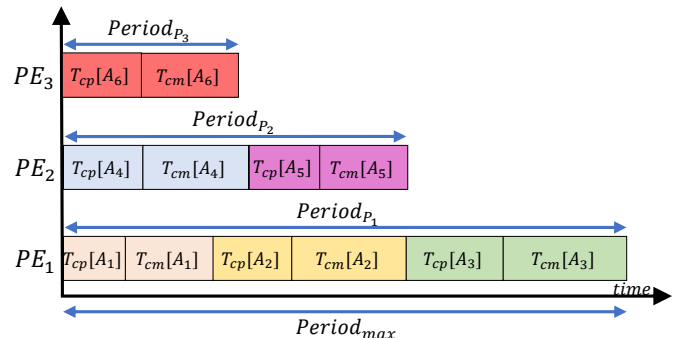 Period_{P_3}
PE_3 T_{cp}[A_6] T_{cm}[A_6]
Period_{P_2}
PE_2 T_{cp}[A_4] T_{cm}[A_4] T_{cp}[A_5] T_{cm}[A_5]
Period_{P_1}
PE_1 T_{cp}[A_1] T_{cm}[A_1] T_{cp}[A_2] T_{cm}[A_2] T_{cp}[A_3] T_{cm}[A_3]
time
Period_{max}